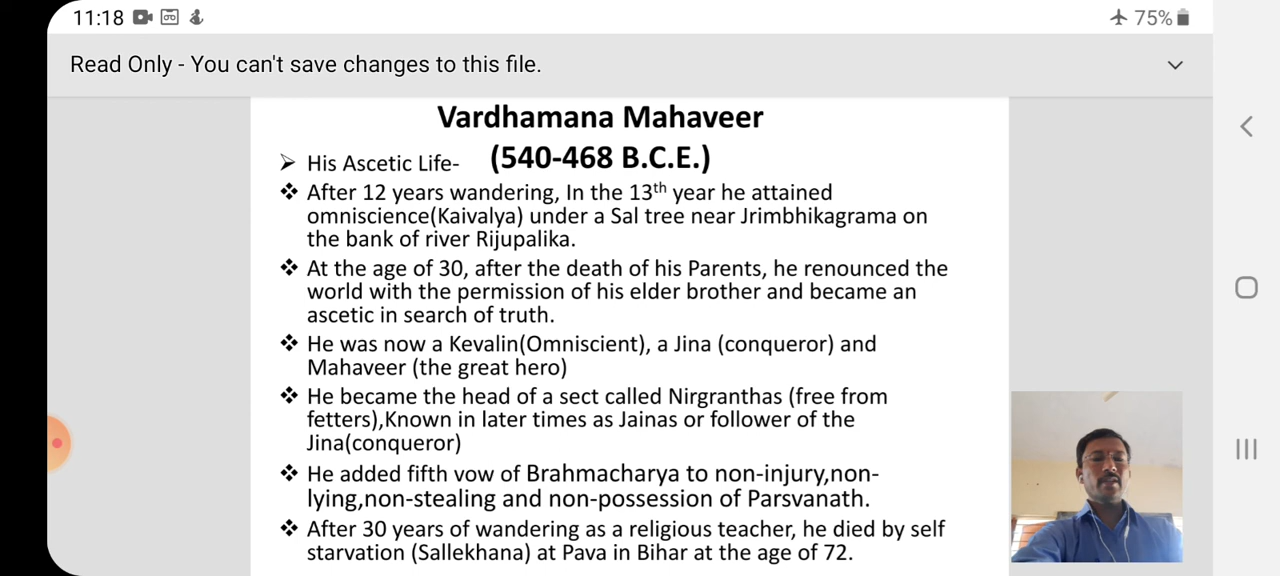 11:18
75%
Read Only - You can't save changes to this file.
Vardhamana Mahaveer
(540-468 B.C.E.)
➢ His Ascetic Life-
❖ After 12 years wandering, In the 13th year he attained
omniscience(Kaivalya) under a Sal tree near Jrimbhikagrama on
the bank of river Rijupalika.
❖ At the age of 30, after the death of his Parents, he renounced the
world with the permission of his elder brother and became an
ascetic in search of truth.
❖ He was now a Kevalin(Omniscient), a Jina (conqueror) and
Mahaveer (the great hero)
❖ He became the head of a sect called Nirgranthas (free from
fetters),Known in later times as Jainas or follower of the
Jina(conqueror)
❖ He added fifth vow of Brahmacharya to non-injury,non-
lying,non-stealing and non-possession of Parsvanath.
❖ After 30 years of wandering as a religious teacher, he died by self
starvation (Sallekhana) at Pava in Bihar at the age of 72.